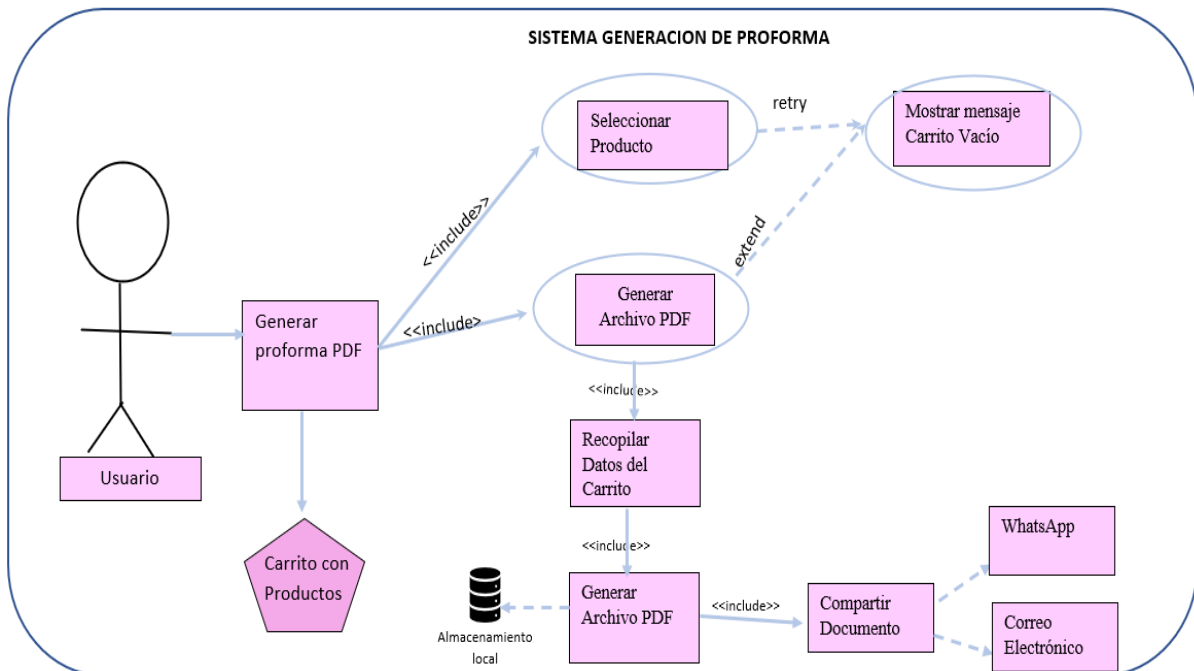 SISTEMA GENERACION DE PROFORMA
Seleccionar
Producto
retry
Mostrar mensaje
Carrito Vacío
<<include>>
extend
Generar
proforma PDF
<<include>
Generar
Archivo PDF
<<include>>
Usuario
Recopilar
Datos del
Carrito
<<include>>
Carrito con
Productos
Almacenamiento
local
Generar
Archivo PDF
<<include>>
Compartir
Documento
WhatsApp
Correo
Electrónico